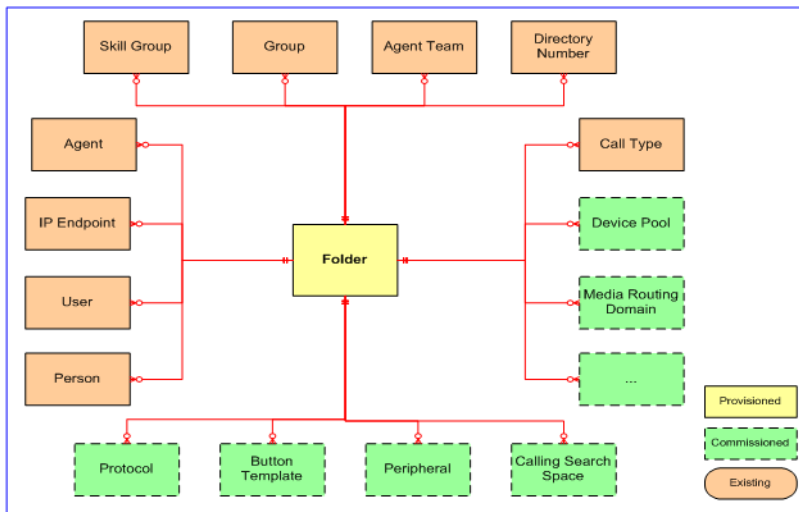 Skill Group
Group
Agent Team
Directory
Number
Agent
Call Type
IP Endpoint
Device Pool
Folder
User
Media Routing
Domain
Person
...
Provisioned
Protocol
Button
Template
Peripheral
Calling Search
Space
Commissioned
Existing